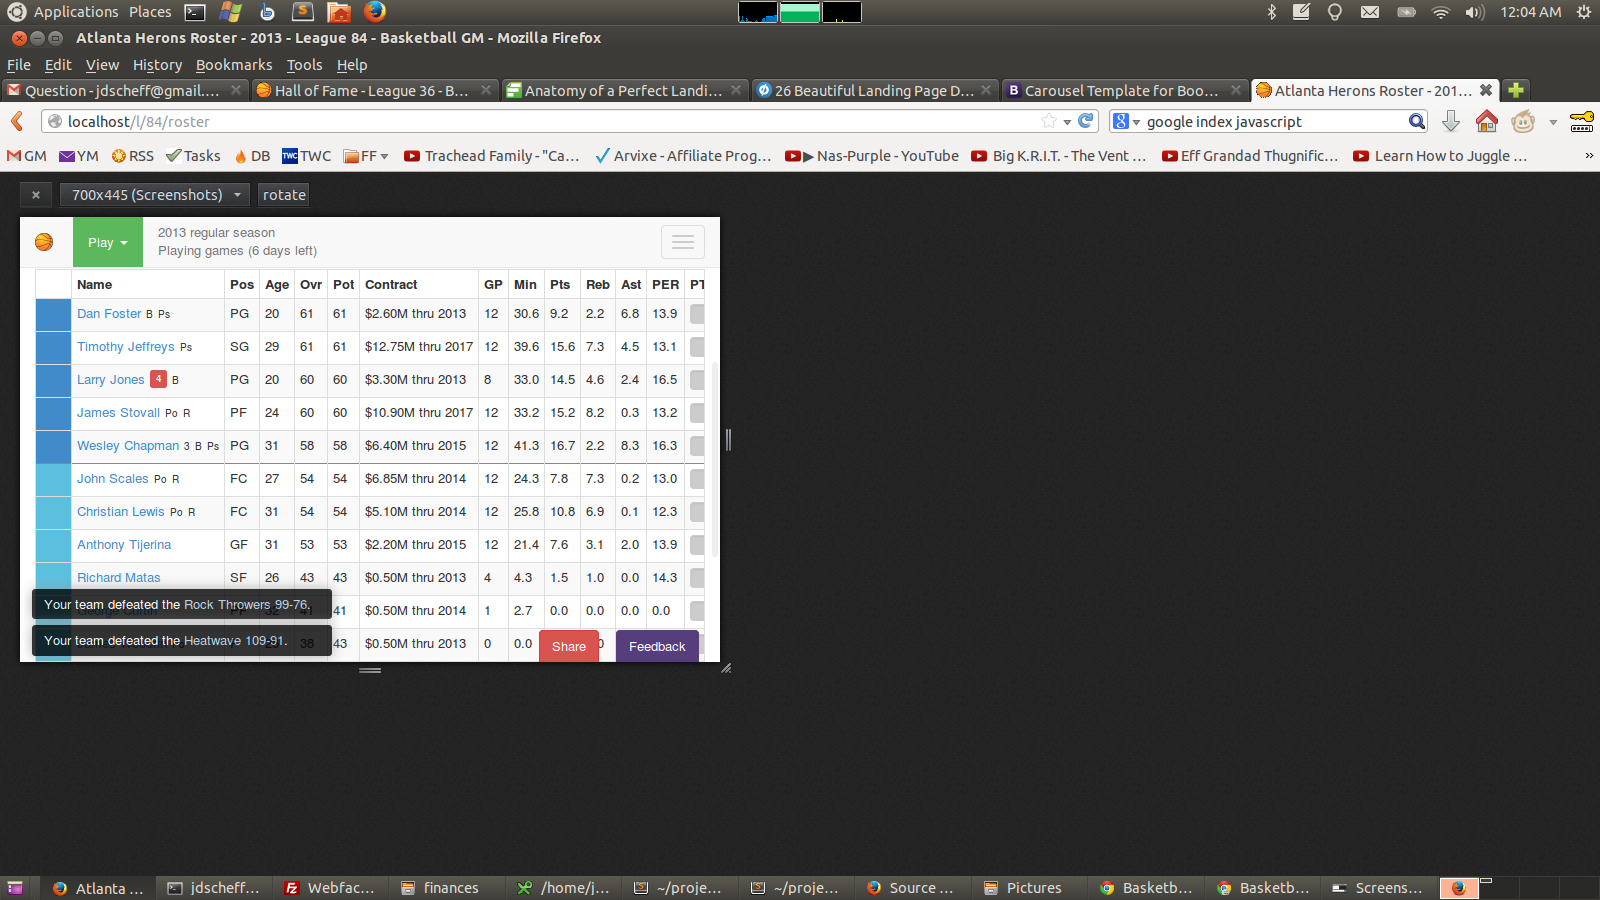 Applications Places 12:04 AM
Atlanta Herons Roster - 2013 - League 84 - Basketball GM - Mozilla Firefox
File Edit View History Bookmarks Tools Help
Question - jdscheff@gmail.... Hall of Fame - League 36 - B... Anatomy of a Perfect Landi... 26 Beautiful Landing Page D... B Carousel Template for Boo... Atlanta Herons Roster - 201...
localhost/l/84/roster google index javascript
GM YM RSS Tasks DB TWC TWC FF Trachead Family - "Ca... Arvixe - Affiliate Prog... ▶ Nas-Purple - YouTube Big K.R.I.T. - The Vent ... Eff Grandad Thugnific... Learn How to Juggle ... »
× 700x445 (Screenshots) rotate
Play 2013 regular season
Playing games (6 days left)
Name Pos Age Ovr Pot Contract GP Min Pts Reb Ast PER PT
Dan Foster B Ps PG 20 61 61 $2.60M thru 2013 12 30.6 9.2 2.2 6.8 13.9
Timothy Jeffreys Ps SG 29 61 61 $12.75M thru 2017 12 39.6 15.6 7.3 4.5 13.1
Larry Jones 4 B PG 20 60 60 $3.30M thru 2013 8 33.0 14.5 4.6 2.4 16.5
James Stovall Po R PF 24 60 60 $10.90M thru 2017 12 33.2 15.2 8.2 0.3 13.2
Wesley Chapman 3 B Ps PG 31 58 58 $6.40M thru 2015 12 41.3 16.7 2.2 8.3 16.3
John Scales Po R FC 27 54 54 $6.85M thru 2014 12 24.3 7.8 7.3 0.2 13.0
Christian Lewis Po R FC 31 54 54 $5.10M thru 2014 12 25.8 10.8 6.9 0.1 12.3
Anthony Tijerina GF 31 53 53 $2.20M thru 2015 12 21.4 7.6 3.1 2.0 13.9
Richard Matas SF 26 43 43 $0.50M thru 2013 4 4.3 1.5 1.0 0.0 14.3
Your team defeated the Rock Throwers 99-76. 41 $0.50M thru 2014 1 2.7 0.0 0.0 0.0 0.0
Your team defeated the Heatwave 109-91. 38 43 $0.50M thru 2013 0 0.0 Share Feedback
Atlanta ... jdscheff... Webfac... finances /home/j... ~/proje... ~/proje... Source ... Pictures Basketb... Basketb... Screens...